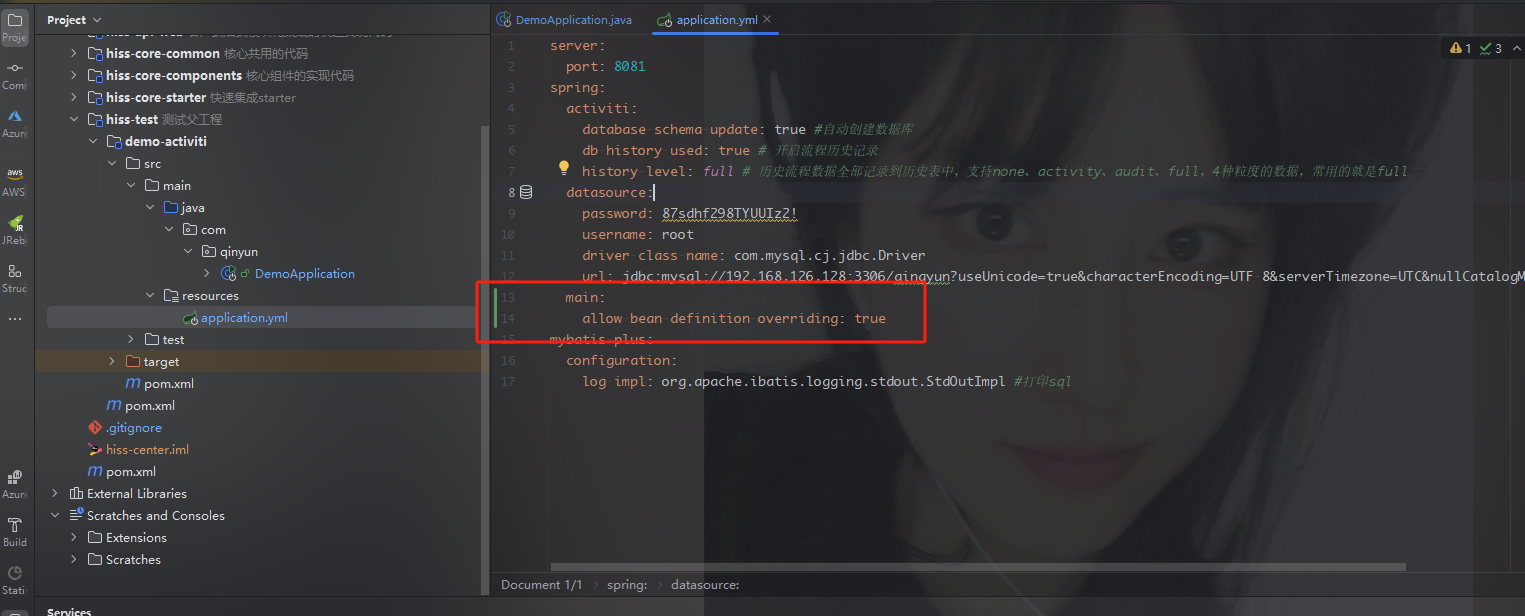 Project
DemoApplication.java
application.yml
Proje
Com
Azur
AWS
JReb
Struc
Azur
Build
Stati
hiss-core-common 核心共用的代码
hiss-core-components 核心组件的实现代码
hiss-core-starter 快速集成starter
hiss-test 测试父工程
demo-activiti
src
main
java
com
qinyun
DemoApplication
resources
application.yml
test
target
pom.xml
pom.xml
.gitignore
hiss-center.iml
pom.xml
External Libraries
Scratches and Consoles
Extensions
Scratches
1 server:
2 port: 8081
3 spring:
4 activiti:
5 database-schema-update: true #自动创建数据库
6 db-history-used: true # 开启流程历史记录
7 history-level: full # 历史流程数据全部记录到历史表中，支持none、activity、audit、full，4种粒度的数据，常用的就是full
8 datasource:
9 password: 87sdhf298TYUUIz2!
10 username: root
11 driver-class-name: com.mysql.cj.jdbc.Driver
12 url: jdbc:mysql://192.168.126.128:3306/qingyun?useUnicode=true&characterEncoding=UTF-8&serverTimezone=UTC&nullCatalogM
13 main:
14 allow-bean-definition-overriding: true
15 mybatis-plus:
16 configuration:
17 log-impl: org.apache.ibatis.logging.stdout.StdOutImpl #打印sql
1 3
Document 1/1 › spring: › datasource:
Services